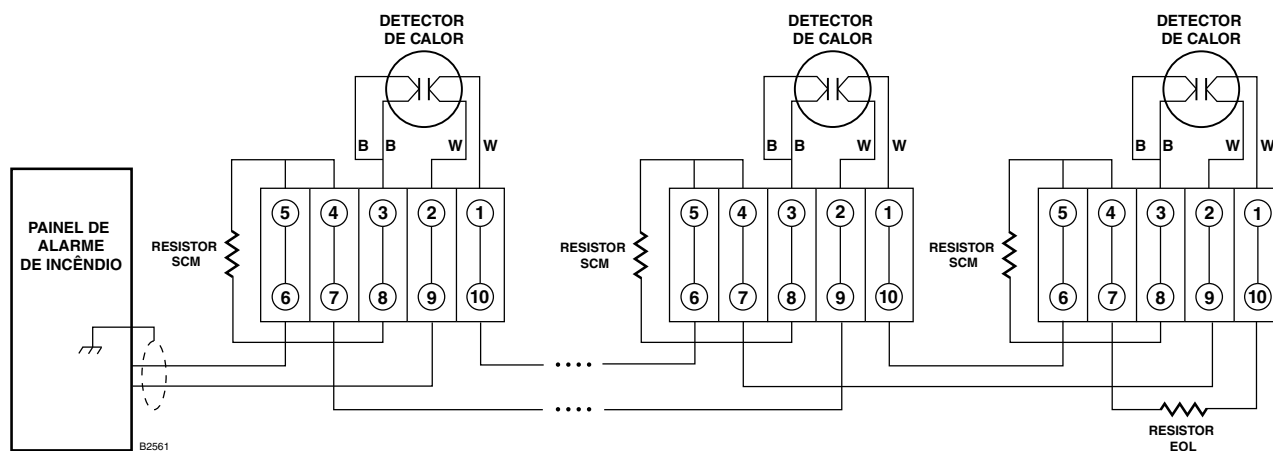 DETECTOR
DE CALOR
DETECTOR
DE CALOR
DETECTOR
DE CALOR
B B W W
B B W W
B B W W
PAINEL DE
ALARME
DE INCÊNDIO
RESISTOR
SCM
5 4 3 2 1
6 7 8 9 10
RESISTOR
SCM
5 4 3 2 1
6 7 8 9 10
RESISTOR
SCM
5 4 3 2 1
6 7 8 9 10
RESISTOR
EOL
B2561